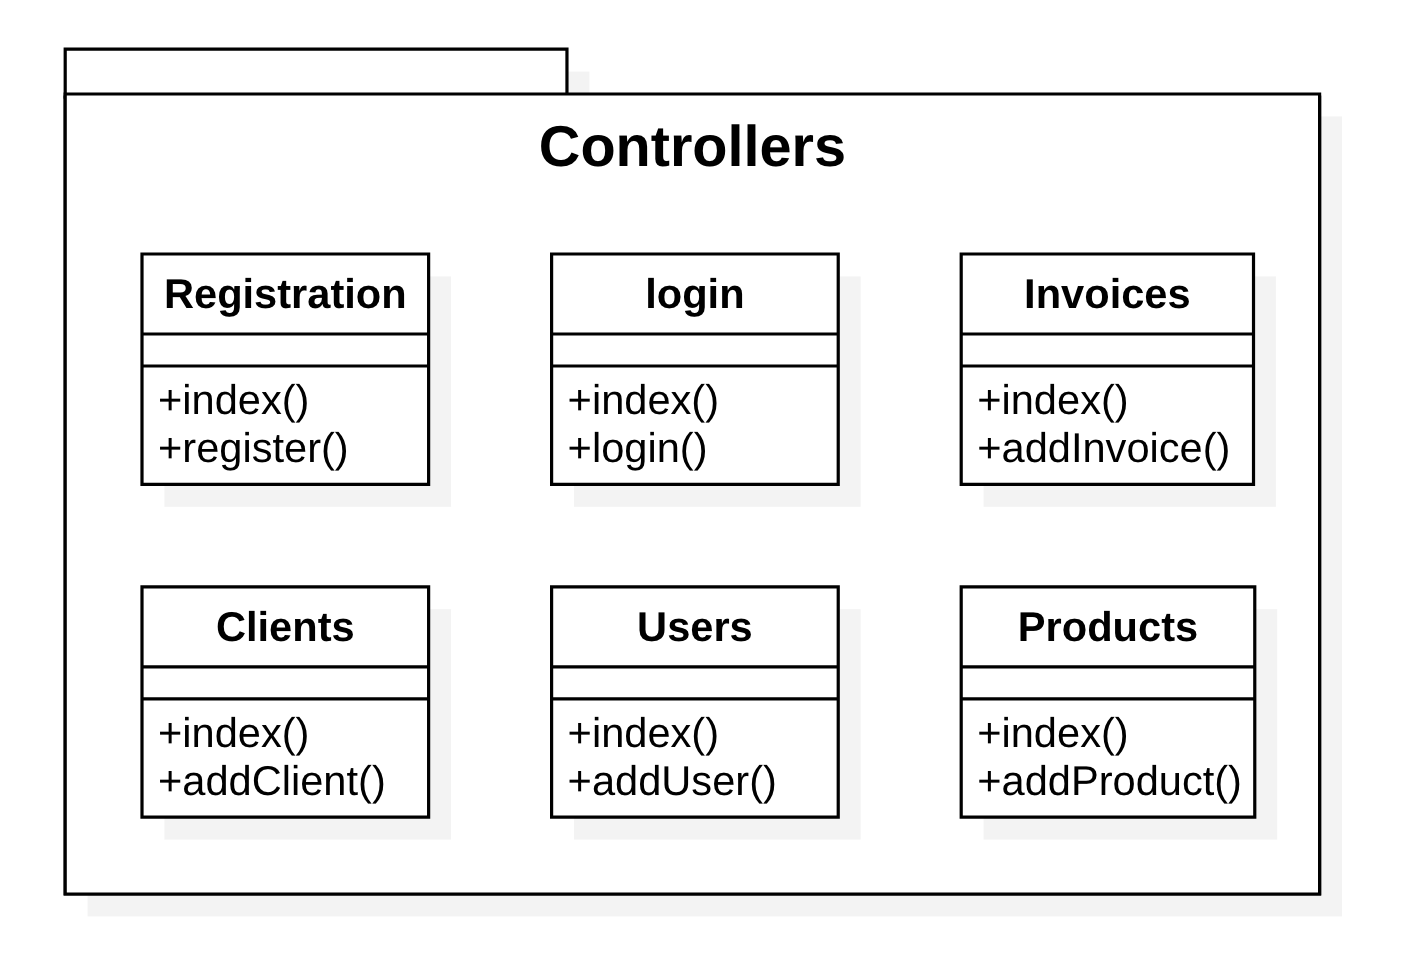 Controllers
Registration
+index()
+register()
login
+index()
+login()
Invoices
+index()
+addInvoice()
Clients
+index()
+addClient()
Users
+index()
+addUser()
Products
+index()
+addProduct()